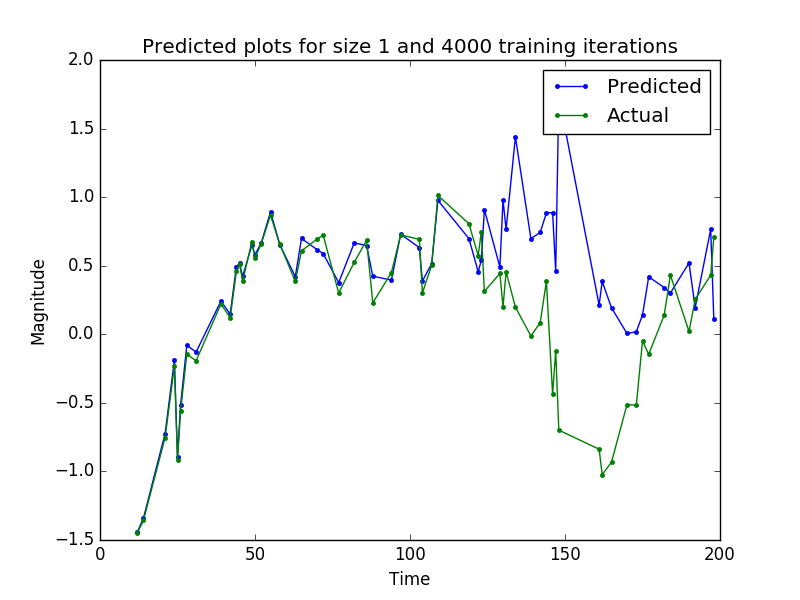 Predicted plots for size 1 and 4000 training iterations
2.0
Predicted
Actual
1.5
1.0
0.5
0.0
−0.5
−1.0
−1.5
Magnitude
0
50
100
150
200
Time